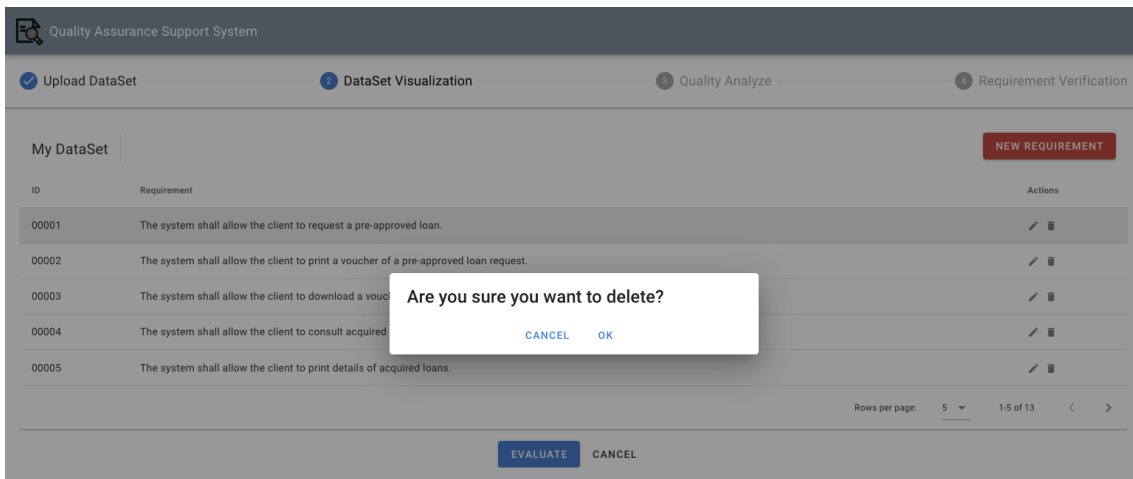 Quality Assurance Support System
Upload DataSet 2 DataSet Visualization 3 Quality Analyze 4 Requirement Verification
My DataSet NEW REQUIREMENT
ID Requirement Actions
00001 The system shall allow the client to request a pre-approved loan.
00002 The system shall allow the client to print a voucher of a pre-approved loan request.
00003 The system shall allow the client to download a vouc
Are you sure you want to delete?
00004 The system shall allow the client to consult acquired
CANCEL OK
00005 The system shall allow the client to print details of acquired loans.
Rows per page: 5 1-5 of 13
EVALUATE CANCEL